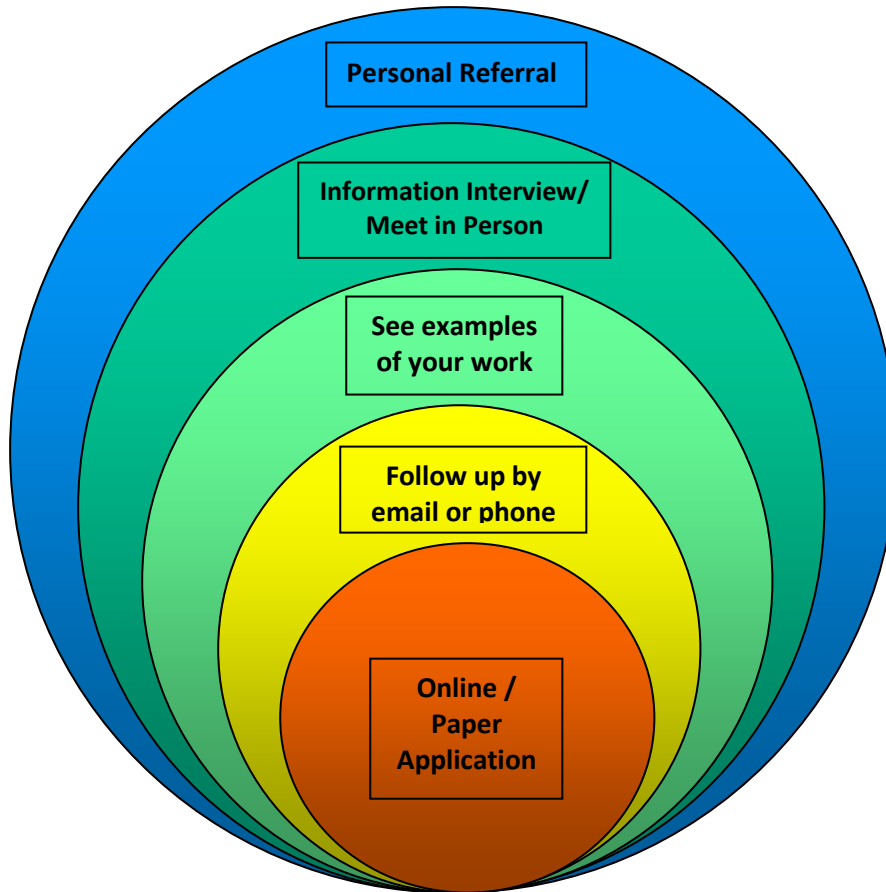 Personal Referral
Information Interview/
Meet in Person
See examples
of your work
Follow up by
email or phone
Online /
Paper
Application